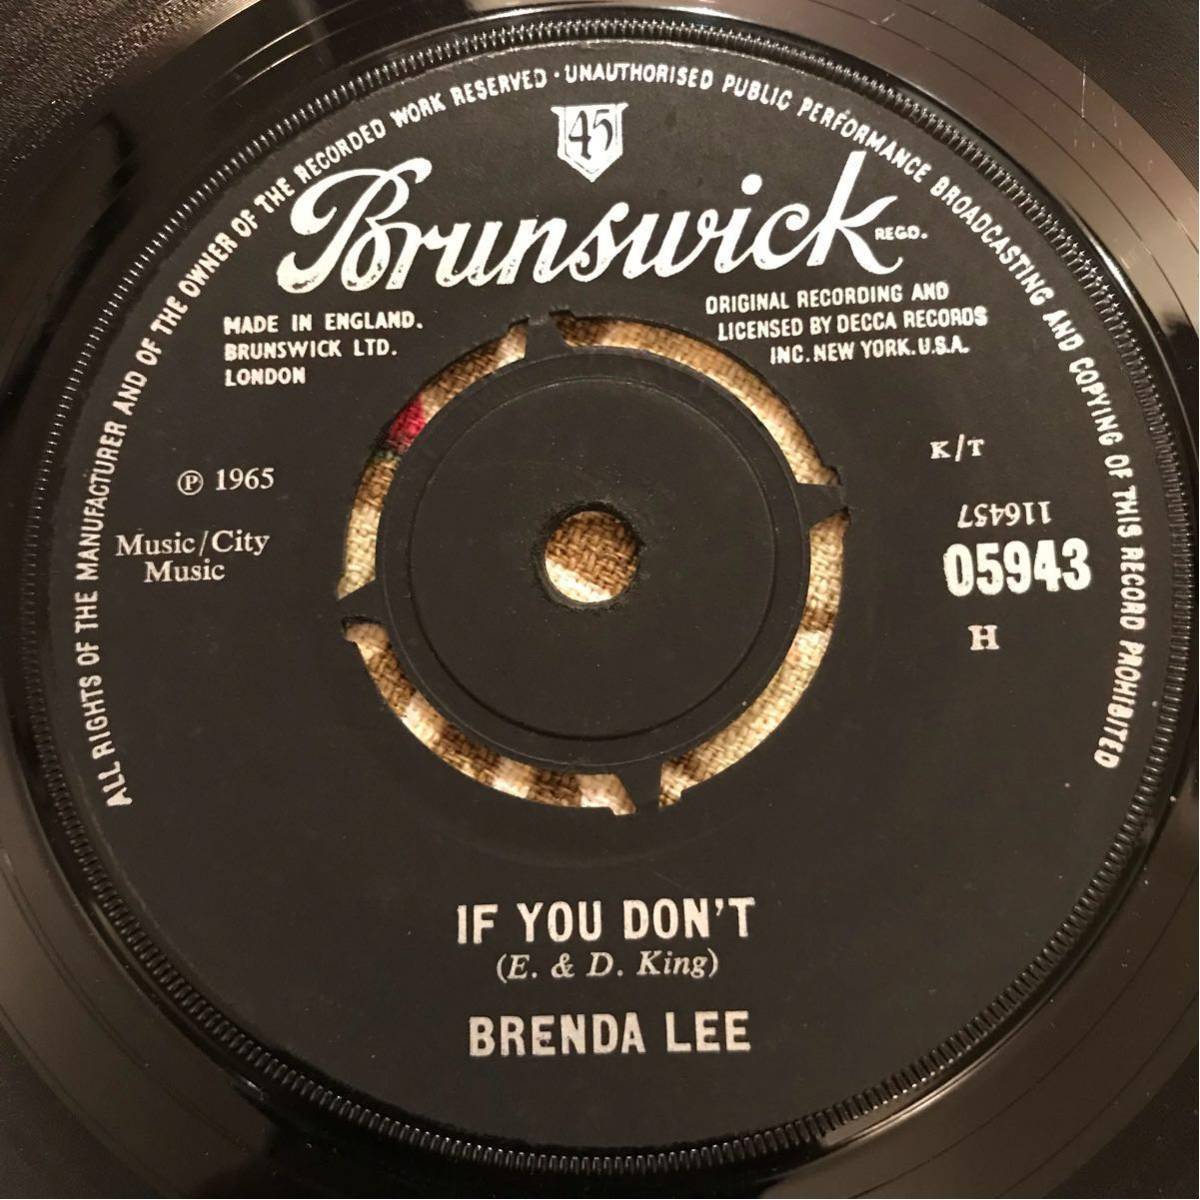 ALL RIGHTS OF THE MANUFACTURER AND OF THE OWNER OF THE RECORDED WORK RESERVED · UNAUTHORISED PUBLIC PERFORMANCE BROADCASTING AND COPYING OF THIS RECORD PROHIBITED
45
Brunswick
REGD.
MADE IN ENGLAND.
BRUNSWICK LTD.
LONDON
ORIGINAL RECORDING AND
LICENSED BY DECCA RECORDS
INC. NEW YORK. U.S.A.
℗ 1965
Music/City
Music
K/T
116457
05943
H
IF YOU DON'T
(E. & D. King)
BRENDA LEE